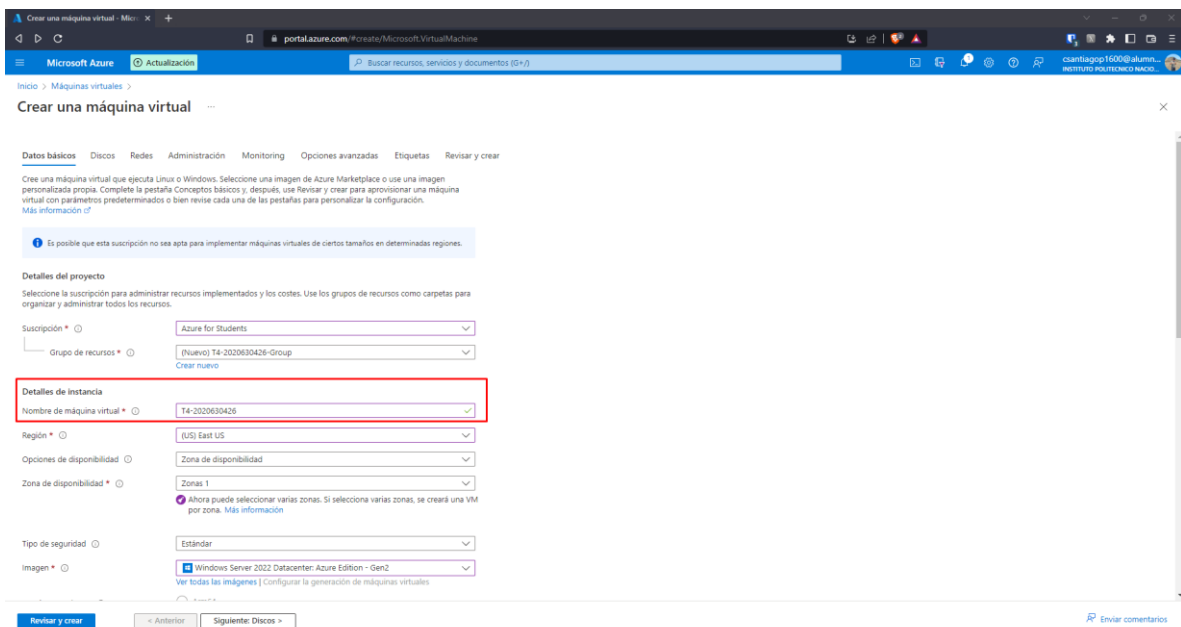 Crear una máquina virtual - Micr
portal.azure.com/#create/Microsoft.VirtualMachine
Microsoft Azure
Actualización
Buscar recursos, servicios y documentos (G+/)
csantiagop1600@alumn...
INSTITUTO POLITECNICO NACIO...
Inicio > Máquinas virtuales >
Crear una máquina virtual ...
Datos básicos Discos Redes Administración Monitoring Opciones avanzadas Etiquetas Revisar y crear
Cree una máquina virtual que ejecuta Linux o Windows. Seleccione una imagen de Azure Marketplace o use una imagen
personalizada propia. Complete la pestaña Conceptos básicos y, después, use Revisar y crear para aprovisionar una máquina
virtual con parámetros predeterminados o bien revise cada una de las pestañas para personalizar la configuración.
Más información
Es posible que esta suscripción no sea apta para implementar máquinas virtuales de ciertos tamaños en determinadas regiones.
Detalles del proyecto
Seleccione la suscripción para administrar recursos implementados y los costes. Use los grupos de recursos como carpetas para
organizar y administrar todos los recursos.
Suscripción * Azure for Students
Grupo de recursos * (Nuevo) T4-2020630426-Group
Crear nuevo
Detalles de instancia
Nombre de máquina virtual * T4-2020630426
Región * (US) East US
Opciones de disponibilidad Zona de disponibilidad
Zona de disponibilidad * Zonas 1
Ahora puede seleccionar varias zonas. Si selecciona varias zonas, se creará una VM
por zona. Más información
Tipo de seguridad Estándar
Imagen * Windows Server 2022 Datacenter: Azure Edition - Gen2
Ver todas las imágenes | Configurar la generación de máquinas virtuales
Revisar y crear < Anterior Siguiente: Discos > Enviar comentarios